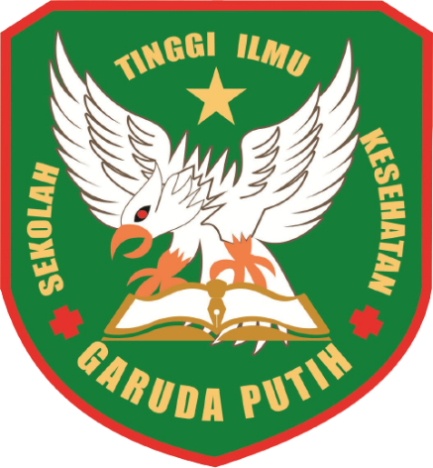 SEKOLAH
TINGGI ILMU
KESEHATAN
GARUDA PUTIH